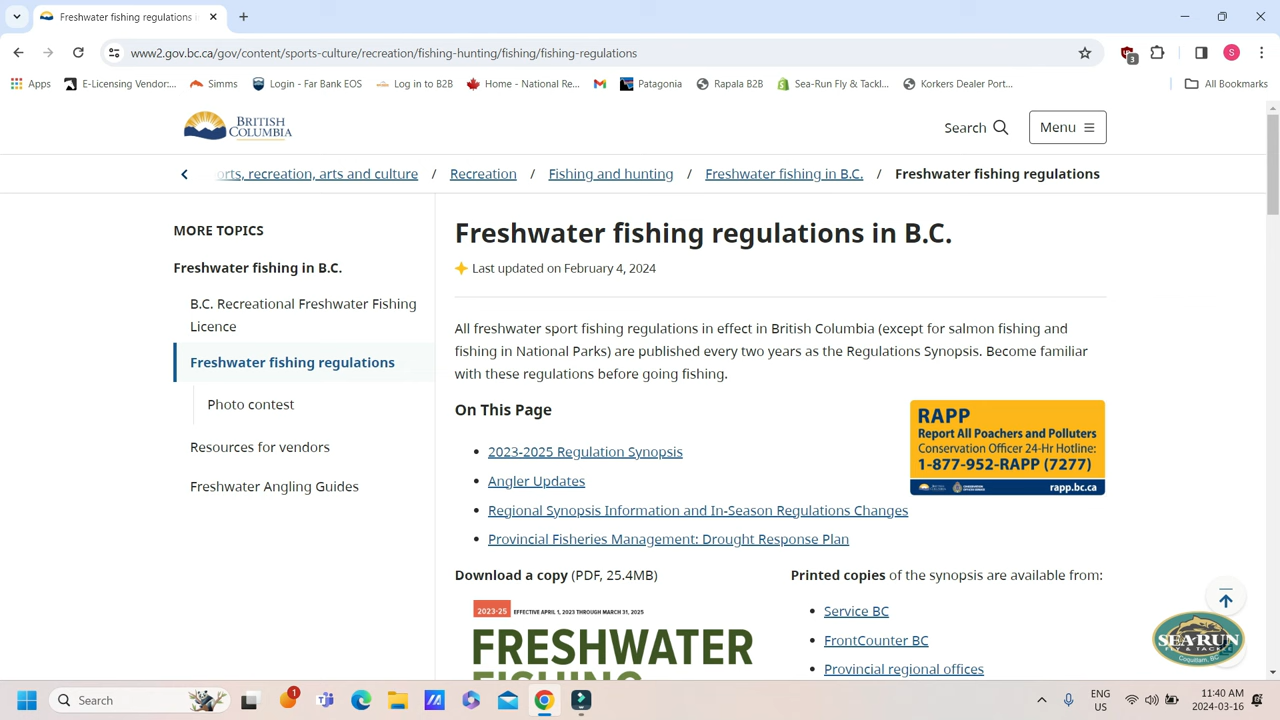 Freshwater fishing regulations i
www2.gov.bc.ca/gov/content/sports-culture/recreation/fishing-hunting/fishing/fishing-regulations
3
S
Apps
E-Licensing Vendor:...
Simms
Login - Far Bank EOS
Log in to B2B
Home - National Re...
Patagonia
Rapala B2B
Sea-Run Fly & Tackl...
Korkers Dealer Port...
All Bookmarks
BRITISH
COLUMBIA
Search
Menu
orts, recreation, arts and culture / Recreation / Fishing and hunting / Freshwater fishing in B.C. / Freshwater fishing regulations
MORE TOPICS
Freshwater fishing in B.C.
B.C. Recreational Freshwater Fishing
Licence
Freshwater fishing regulations
Photo contest
Resources for vendors
Freshwater Angling Guides
Freshwater fishing regulations in B.C.
Last updated on February 4, 2024
All freshwater sport fishing regulations in effect in British Columbia (except for salmon fishing and
fishing in National Parks) are published every two years as the Regulations Synopsis. Become familiar
with these regulations before going fishing.
On This Page
2023-2025 Regulation Synopsis
Angler Updates
Regional Synopsis Information and In-Season Regulations Changes
Provincial Fisheries Management: Drought Response Plan
RAPP
Report All Poachers and Polluters
Conservation Officer 24-Hr Hotline:
1-877-952-RAPP (7277)
rapp.bc.ca
Download a copy (PDF, 25.4MB)
2023-25 EFFECTIVE APRIL 1, 2023 THROUGH MARCH 31, 2025
FRESHWATER
FISHING
Printed copies of the synopsis are available from:
Service BC
FrontCounter BC
Provincial regional offices
SEA-RUN
FLY & TACKLE
Coquitlam, BC
Search
1
ENG
US
11:40 AM
2024-03-16